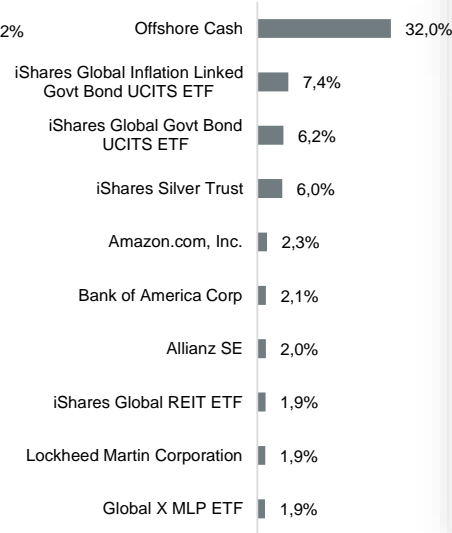 2%
Offshore Cash 32,0%
iShares Global Inflation Linked
Govt Bond UCITS ETF 7,4%
iShares Global Govt Bond
UCITS ETF 6,2%
iShares Silver Trust 6,0%
Amazon.com, Inc. 2,3%
Bank of America Corp 2,1%
Allianz SE 2,0%
iShares Global REIT ETF 1,9%
Lockheed Martin Corporation 1,9%
Global X MLP ETF 1,9%